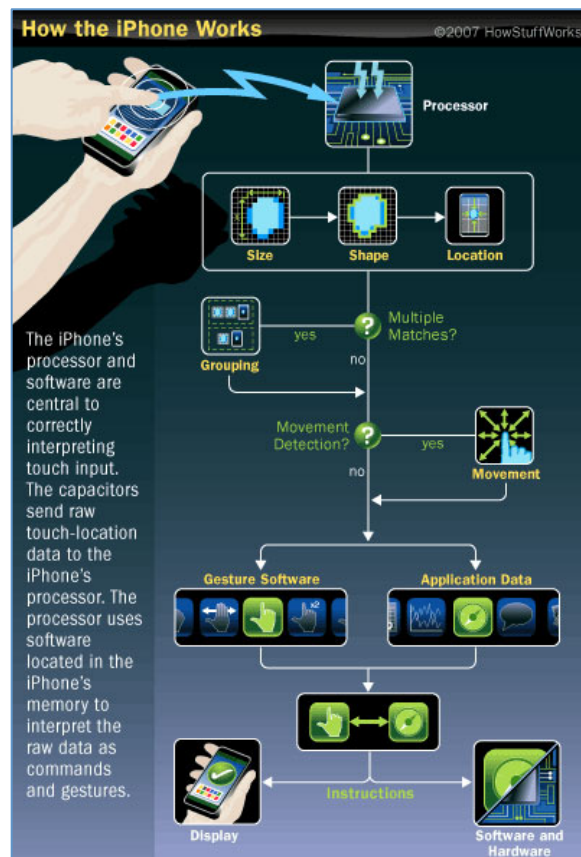 How the iPhone Works
©2007 HowStuffWorks
Processor
Size
Shape
Location
Multiple
Matches?
yes
no
Grouping
Movement
Detection?
yes
no
Movement
The iPhone's
processor and
software are
central to
correctly
interpreting
touch input.
The capacitors
send raw
touch-location
data to the
iPhone's
processor. The
processor uses
software
located in the
iPhone's
memory to
interpret the
raw data as
commands
and gestures.
Gesture Software
Application Data
x2
Instructions
Display
Software and
Hardware